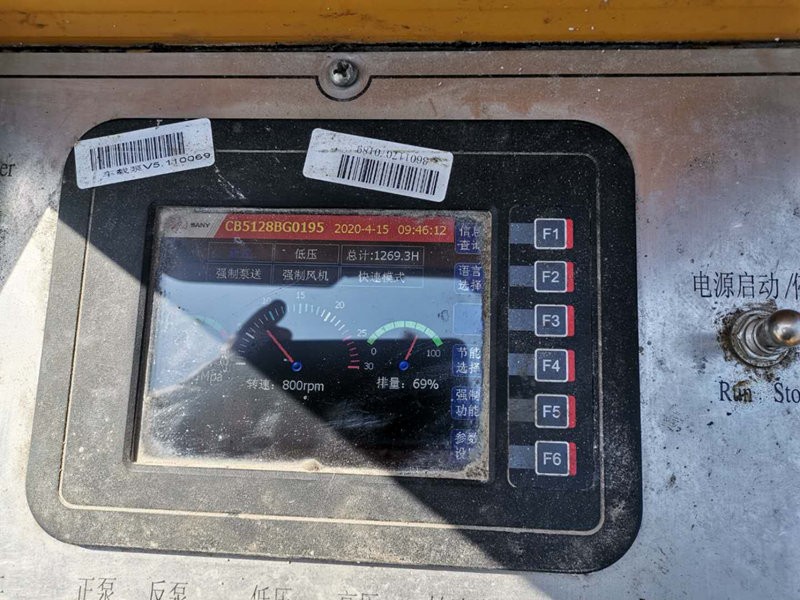 车载泵V5.110069
SANY
CB5128BG0195 2020-4-15 09:46:12
信息
查询
低压 总计:1269.3H
强制泵送 强制风机 快速模式
语言
选择
10 15 20 25 30
0 100
节能
选择
MPa
转速: 800rpm
排量: 69%
强制
功能
参数
F1
F2
F3
F4
F5
F6
电源启动/
Run Sto
正泵 反泵 低压 高压